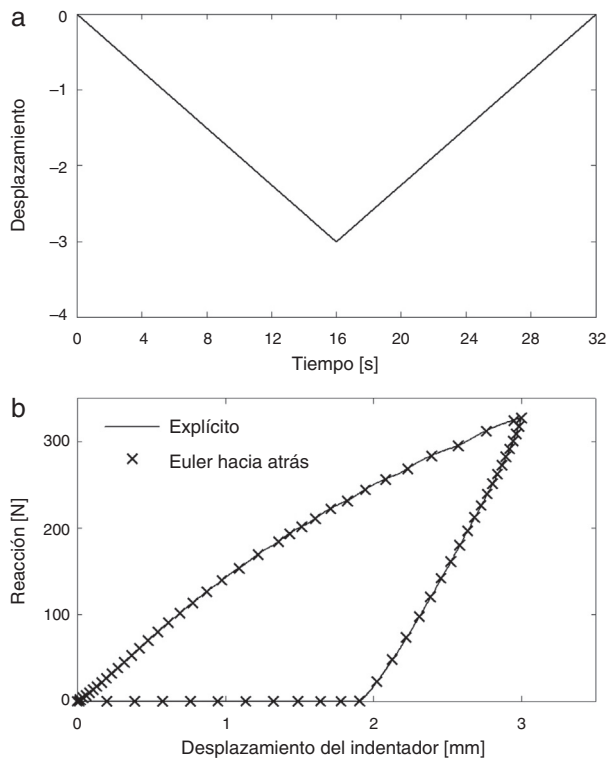 a
0
−1
−2
−3
−4
Desplazamiento
0 4 8 12 16 20 24 28 32
Tiempo [s]
b
Explícito
Euler hacia atrás
300
200
100
0
Reacción [N]
0 1 2 3
Desplazamiento del indentador [mm]